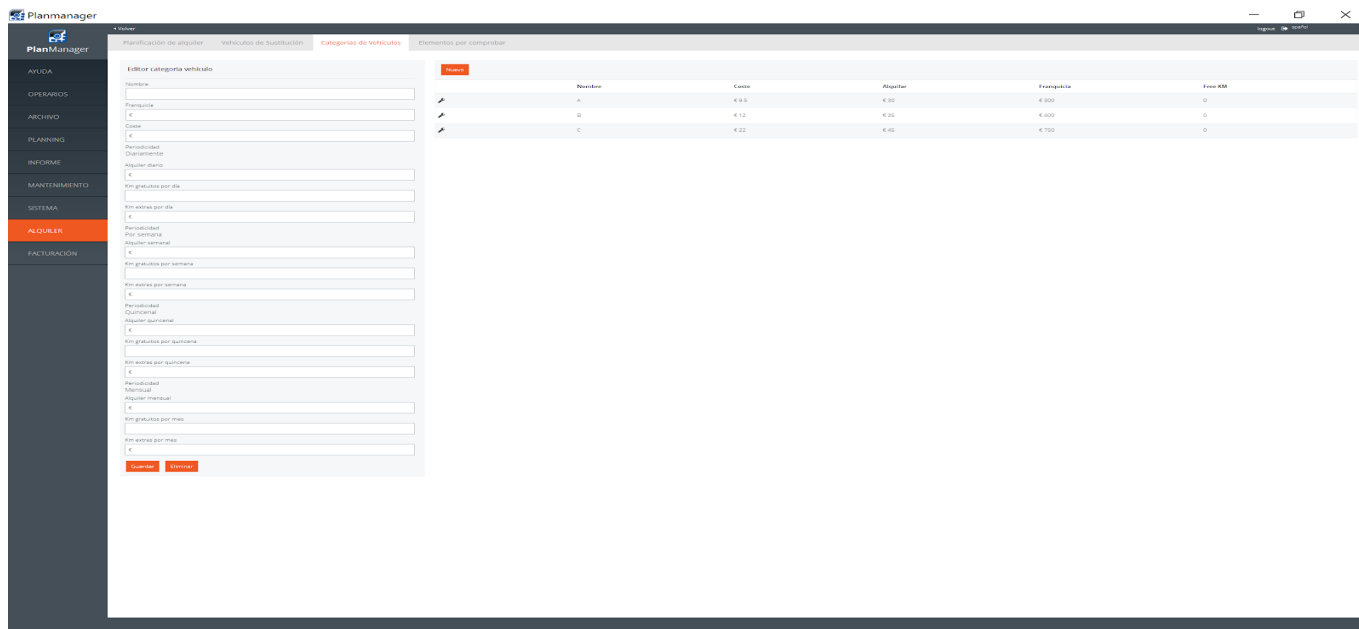 Planmanager
PlanManager
Volver
logout español
Planificación de alquiler Vehículos de Sustitución Categorías de Vehículos Elementos por comprobar
AYUDA
OPERARIOS
ARCHIVO
PLANNING
INFORME
MANTENIMIENTO
SISTEMA
ALQUILER
FACTURACIÓN
Editor categoría vehículo
Nombre
Franquicia
€
Coste
€
Periodicidad
Diariamente
Alquiler diario
€
Km gratuitos por día
Km extras por día
€
Periodicidad
Por semana
Alquiler semanal
€
Km gratuitos por semana
Km extras por semana
€
Periodicidad
Quincenal
Alquiler quincenal
€
Km gratuitos por quincena
Km extras por quincena
€
Periodicidad
Mensual
Alquiler mensual
€
Km gratuitos por mes
Km extras por mes
€
Guardar Eliminar
Nuevo
Nombre Coste Alquilar Franquicia Free KM
A € 9.5 € 30 € 300 0
B € 12 € 35 € 400 0
C € 22 € 45 € 750 0